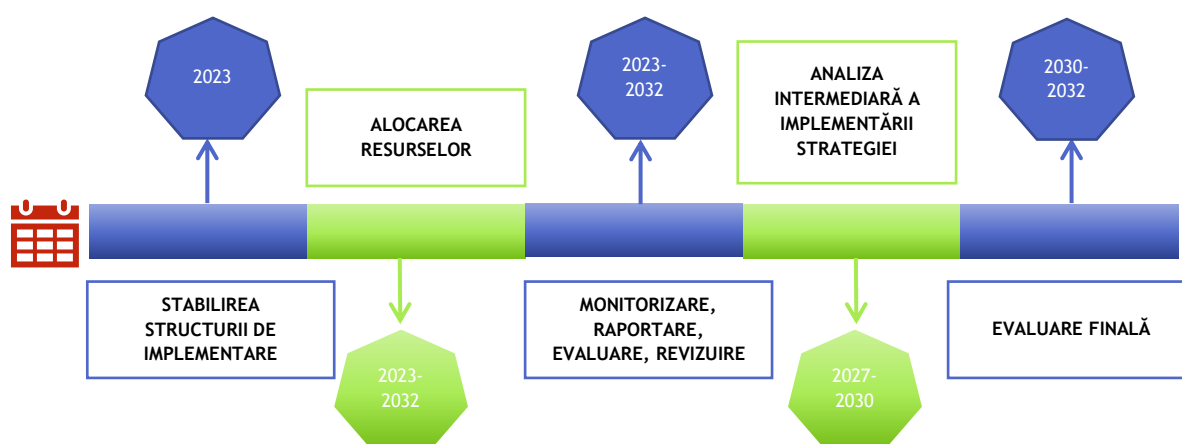 2023
STABILIREA
STRUCTURII DE
IMPLEMENTARE
ALOCAREA
RESURSELOR
2023-
2032
2023-
2032
MONITORIZARE,
RAPORTARE,
EVALUARE, REVIZUIRE
ANALIZA
INTERMEDIARĂ A
IMPLEMENTĂRII
STRATEGIEI
2027-
2030
2030-
2032
EVALUARE FINALĂ